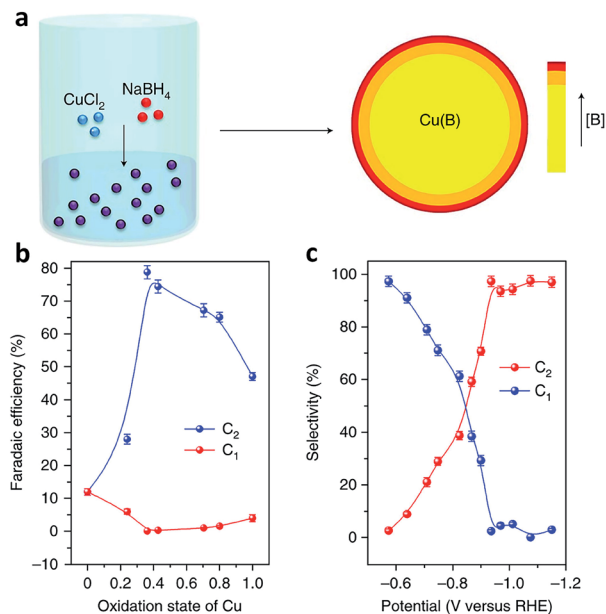 a
CuCl2
NaBH4
Cu(B)
[B]
b
80
70
60
50
40
30
20
10
0
−10
Faradaic efficiency (%)
C2
C1
0
0.2
0.4
0.6
0.8
1.0
Oxidation state of Cu
c
100
80
60
40
20
0
Selectivity (%)
C2
C1
−0.6
−0.8
−1.0
−1.2
Potential (V versus RHE)